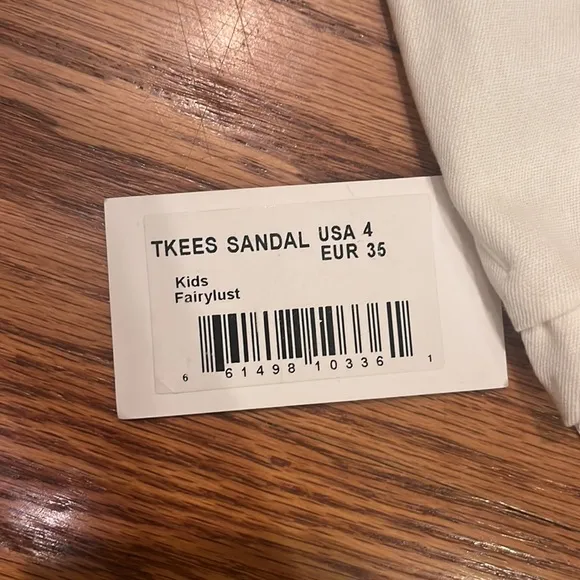 TKEES SANDAL USA 4
EUR 35
Kids
Fairylust
6 61498 10336 1